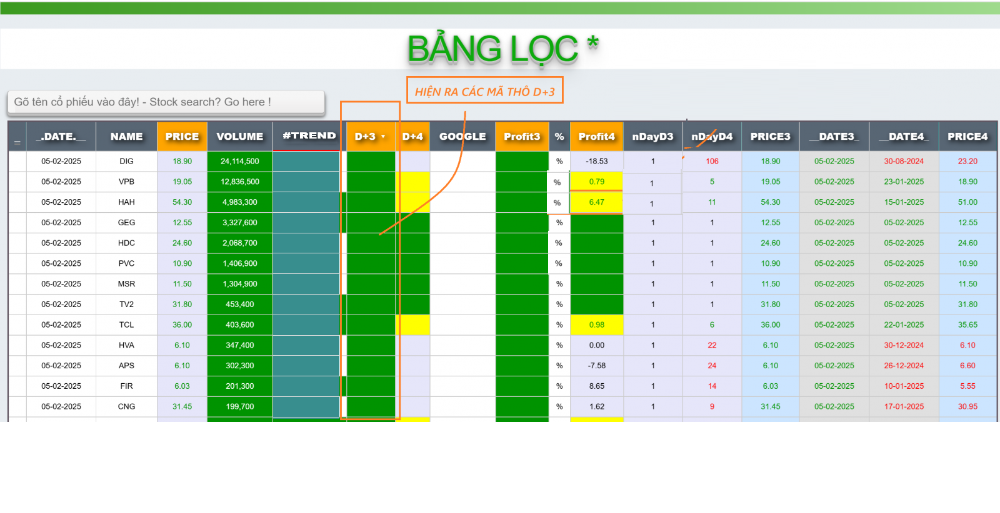 BẢNG LỌC *
HIỆN RA CÁC MÃ THÔ D+3
Gõ tên cổ phiếu vào đây! - Stock search? Go here !
_.DATE.__ NAME PRICE VOLUME #TREND D+3 ▼ D+4 GOOGLE Profit3 % Profit4 nDayD3 nDayD4 PRICE3 __DATE3_ __DATE4_ PRICE4
05-02-2025 DIG 18.90 24,114,500 % -18.53 1 106 18.90 05-02-2025 30-08-2024 23.20
05-02-2025 VPB 19.05 12,836,500 % 0.79 1 5 19.05 05-02-2025 23-01-2025 18.90
05-02-2025 HAH 54.30 4,983,300 % 6.47 1 11 54.30 05-02-2025 15-01-2025 51.00
05-02-2025 GEG 12.55 3,327,600 % 1 1 12.55 05-02-2025 05-02-2025 12.55
05-02-2025 HDC 24.60 2,068,700 % 1 1 24.60 05-02-2025 05-02-2025 24.60
05-02-2025 PVC 10.90 1,406,900 % 1 1 10.90 05-02-2025 05-02-2025 10.90
05-02-2025 MSR 11.50 1,304,900 % 1 1 11.50 05-02-2025 05-02-2025 11.50
05-02-2025 TV2 31.80 453,400 % 1 1 31.80 05-02-2025 05-02-2025 31.80
05-02-2025 TCL 36.00 403,600 % 0.98 1 6 36.00 05-02-2025 22-01-2025 35.65
05-02-2025 HVA 6.10 347,400 % 0.00 1 22 6.10 05-02-2025 30-12-2024 6.10
05-02-2025 APS 6.10 302,300 % -7.58 1 24 6.10 05-02-2025 26-12-2024 6.60
05-02-2025 FIR 6.03 201,300 % 8.65 1 14 6.03 05-02-2025 10-01-2025 5.55
05-02-2025 CNG 31.45 199,700 % 1.62 1 9 31.45 05-02-2025 17-01-2025 30.95